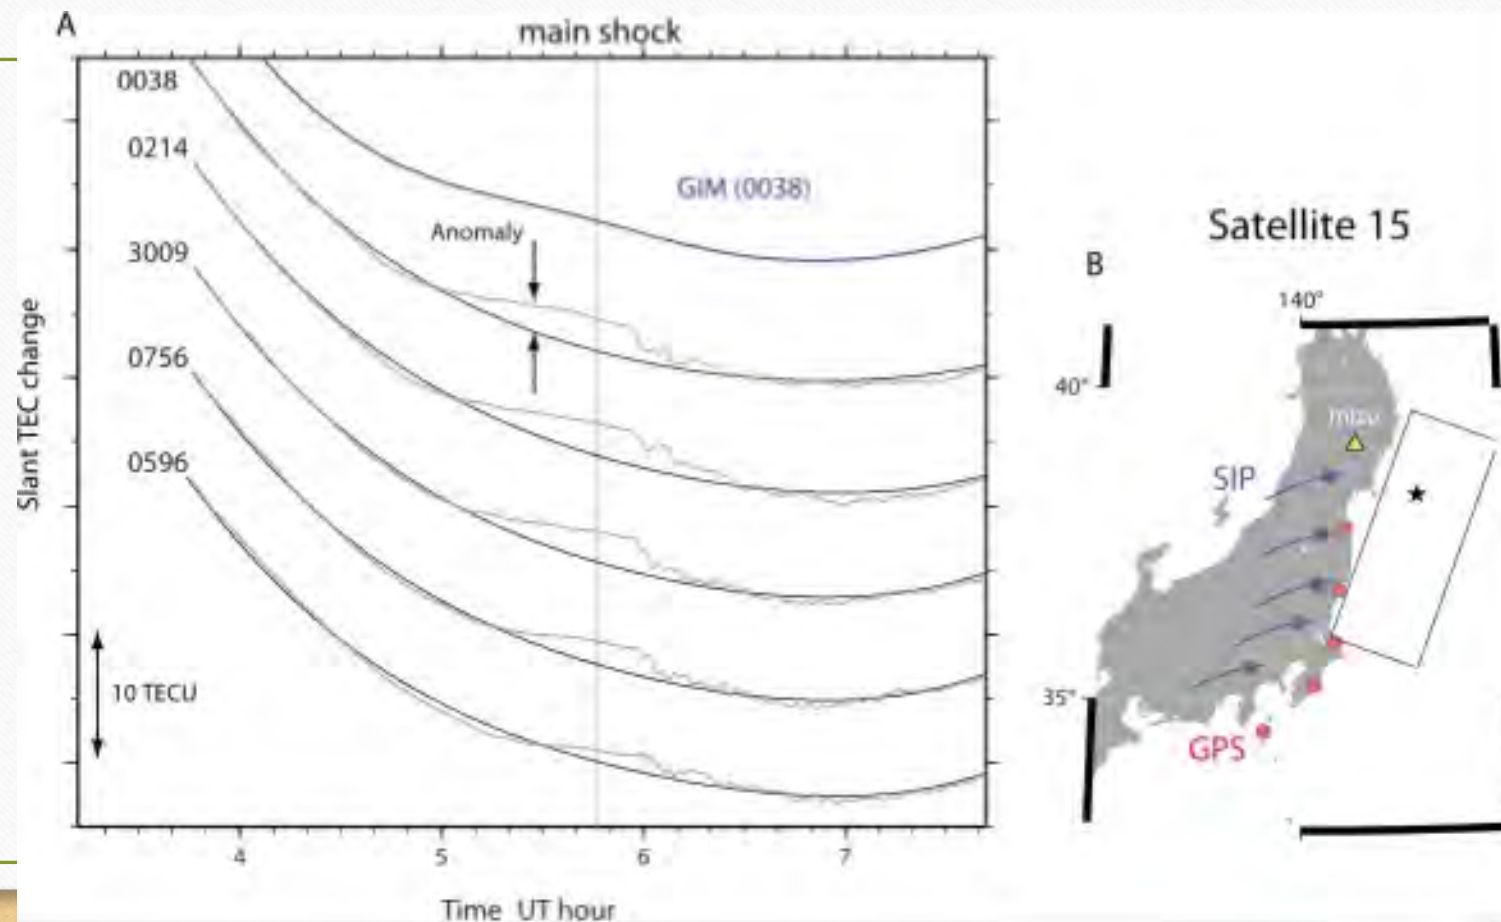 A
main shock
0038
0214
3009
0756
0596
GIM (0038)
Anomaly
Slant TEC change
10 TECU
4
5
6
7
Time UT hour
Satellite 15
B
140°
40°
mizu
SIP
35°
GPS